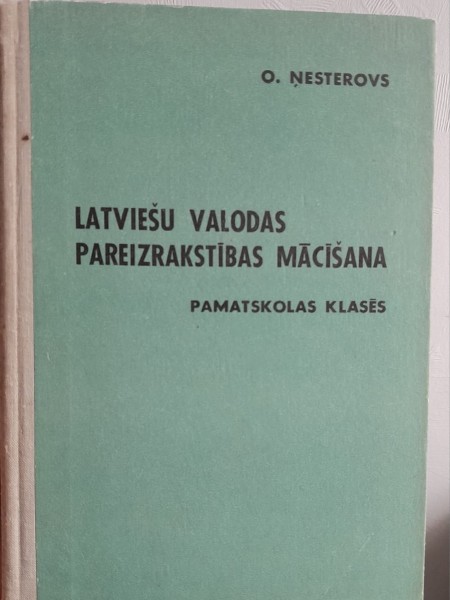 O. ŅESTEROVS
LATVIEŠU VALODAS
PAREIZRAKSTĪBAS MĀCĪŠANA
PAMATSKOLAS KLASĒS